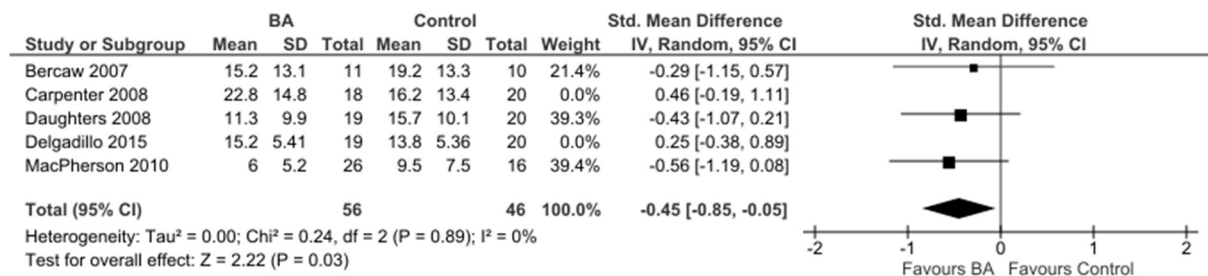 BA Control Std. Mean Difference Std. Mean Difference
Study or Subgroup Mean SD Total Mean SD Total Weight IV, Random, 95% CI IV, Random, 95% CI
Bercaw 2007 15.2 13.1 11 19.2 13.3 10 21.4% -0.29 [-1.15, 0.57]
Carpenter 2008 22.8 14.8 18 16.2 13.4 20 0.0% 0.46 [-0.19, 1.11]
Daughters 2008 11.3 9.9 19 15.7 10.1 20 39.3% -0.43 [-1.07, 0.21]
Delgadillo 2015 15.2 5.41 19 13.8 5.36 20 0.0% 0.25 [-0.38, 0.89]
MacPherson 2010 6 5.2 26 9.5 7.5 16 39.4% -0.56 [-1.19, 0.08]
Total (95% CI) 56 46 100.0% -0.45 [-0.85, -0.05]
Heterogeneity: Tau² = 0.00; Chi² = 0.24, df = 2 (P = 0.89); I² = 0%
Test for overall effect: Z = 2.22 (P = 0.03)
-2 -1 0 1 2
Favours BA Favours Control